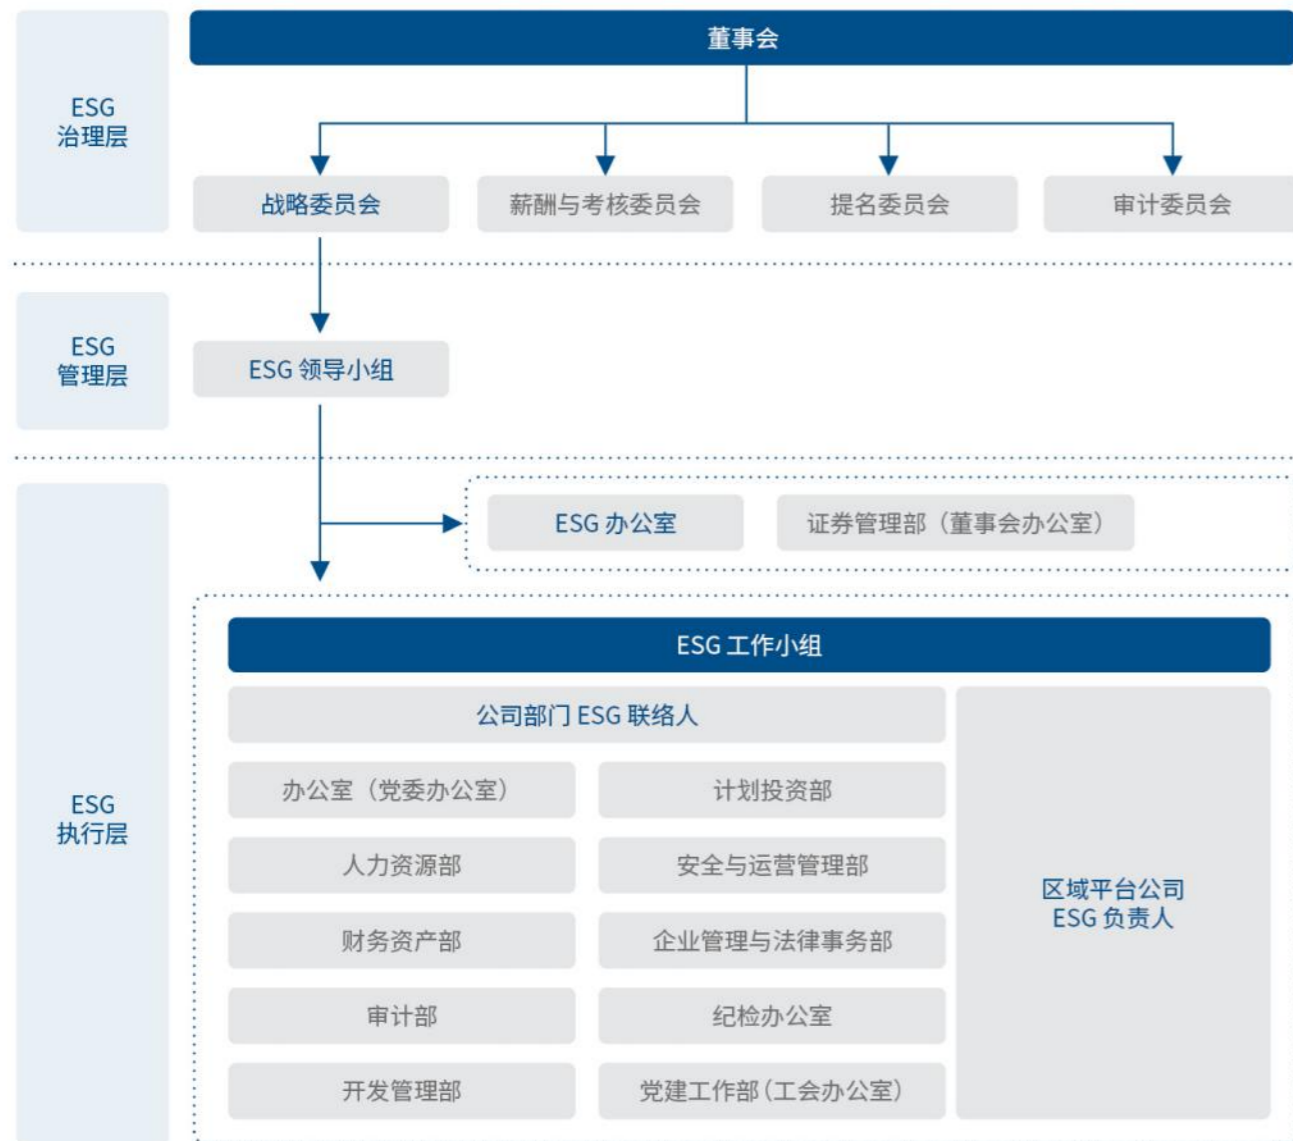 董事会
ESG
治理层
战略委员会
薪酬与考核委员会
提名委员会
审计委员会
ESG
管理层
ESG 领导小组
ESG 办公室
证券管理部（董事会办公室）
ESG 工作小组
ESG
执行层
公司部门 ESG 联络人
办公室（党委办公室）
计划投资部
人力资源部
安全与运营管理部
财务资产部
企业管理与法律事务部
审计部
纪检办公室
开发管理部
党建工作部（工会办公室）
区域平台公司
ESG 负责人